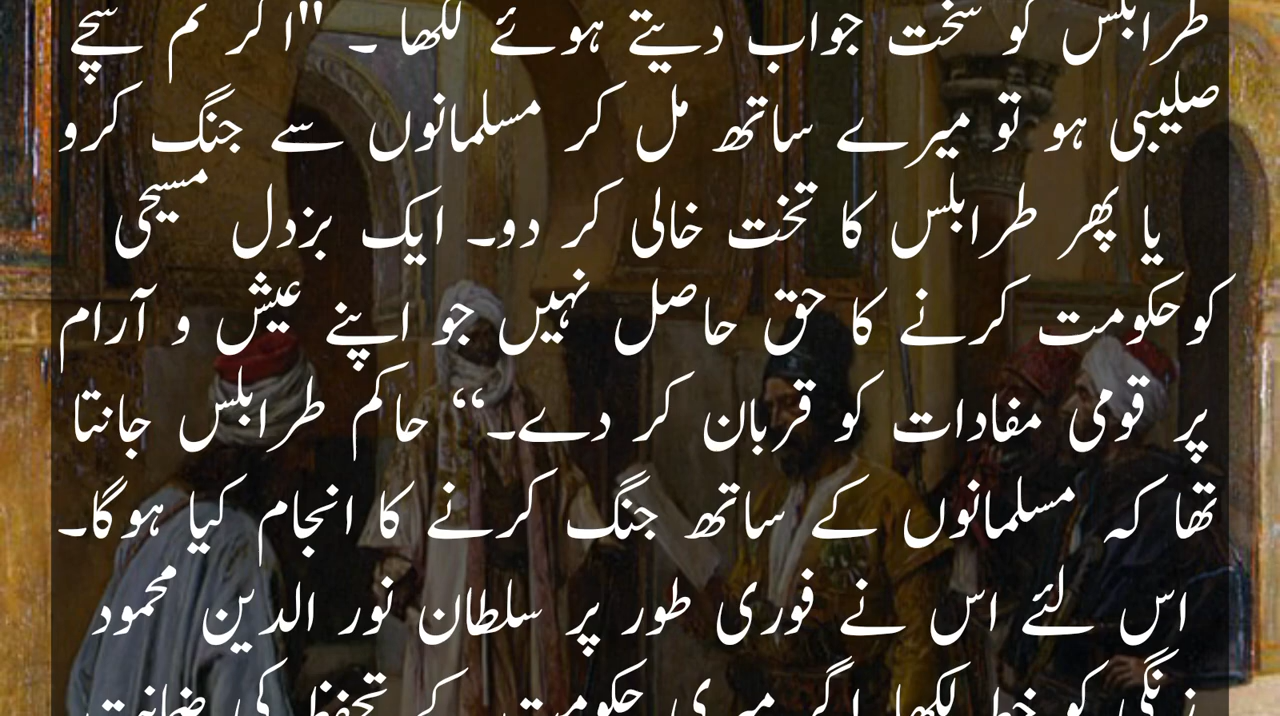 طرابلس کو سخت جواب دیتے ہوئے لکھا ۔ "اگر تم سچے
صلیبی ہو تو میرے ساتھ مل کر مسلمانوں سے جنگ کرو
یا پھر طرابلس کا تخت خالی کر دو۔ ایک بزدل مسیحی
کو حکومت کرنے کا حق حاصل نہیں جو اپنے عیش و آرام
پر قومی مفادات کو قربان کر دے۔“ حاکم طرابلس جانتا
تھا کہ مسلمانوں کے ساتھ جنگ کرنے کا انجام کیا ہوگا۔
اس لئے اس نے فوری طور پر سلطان نور الدین محمود
زنگی کو خط لکھا اگر میری حکومت کے تحفظ کی ضمانت